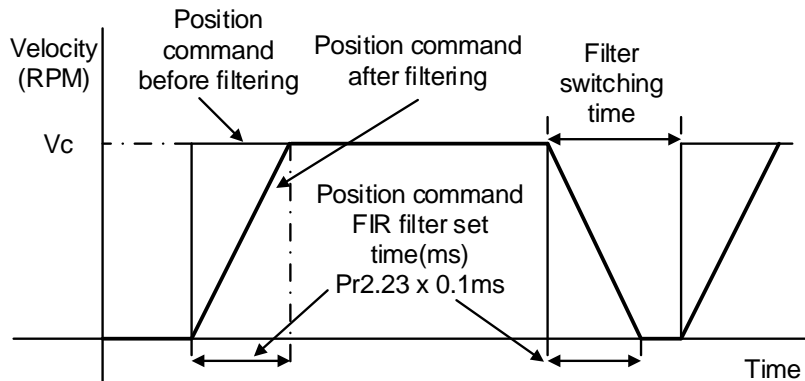 Velocity
(RPM)
Position
command
before filtering
Position command
after filtering
Filter
switching
time
Vc
Position command
FIR filter set
time(ms)
Pr2.23 x 0.1ms
Time